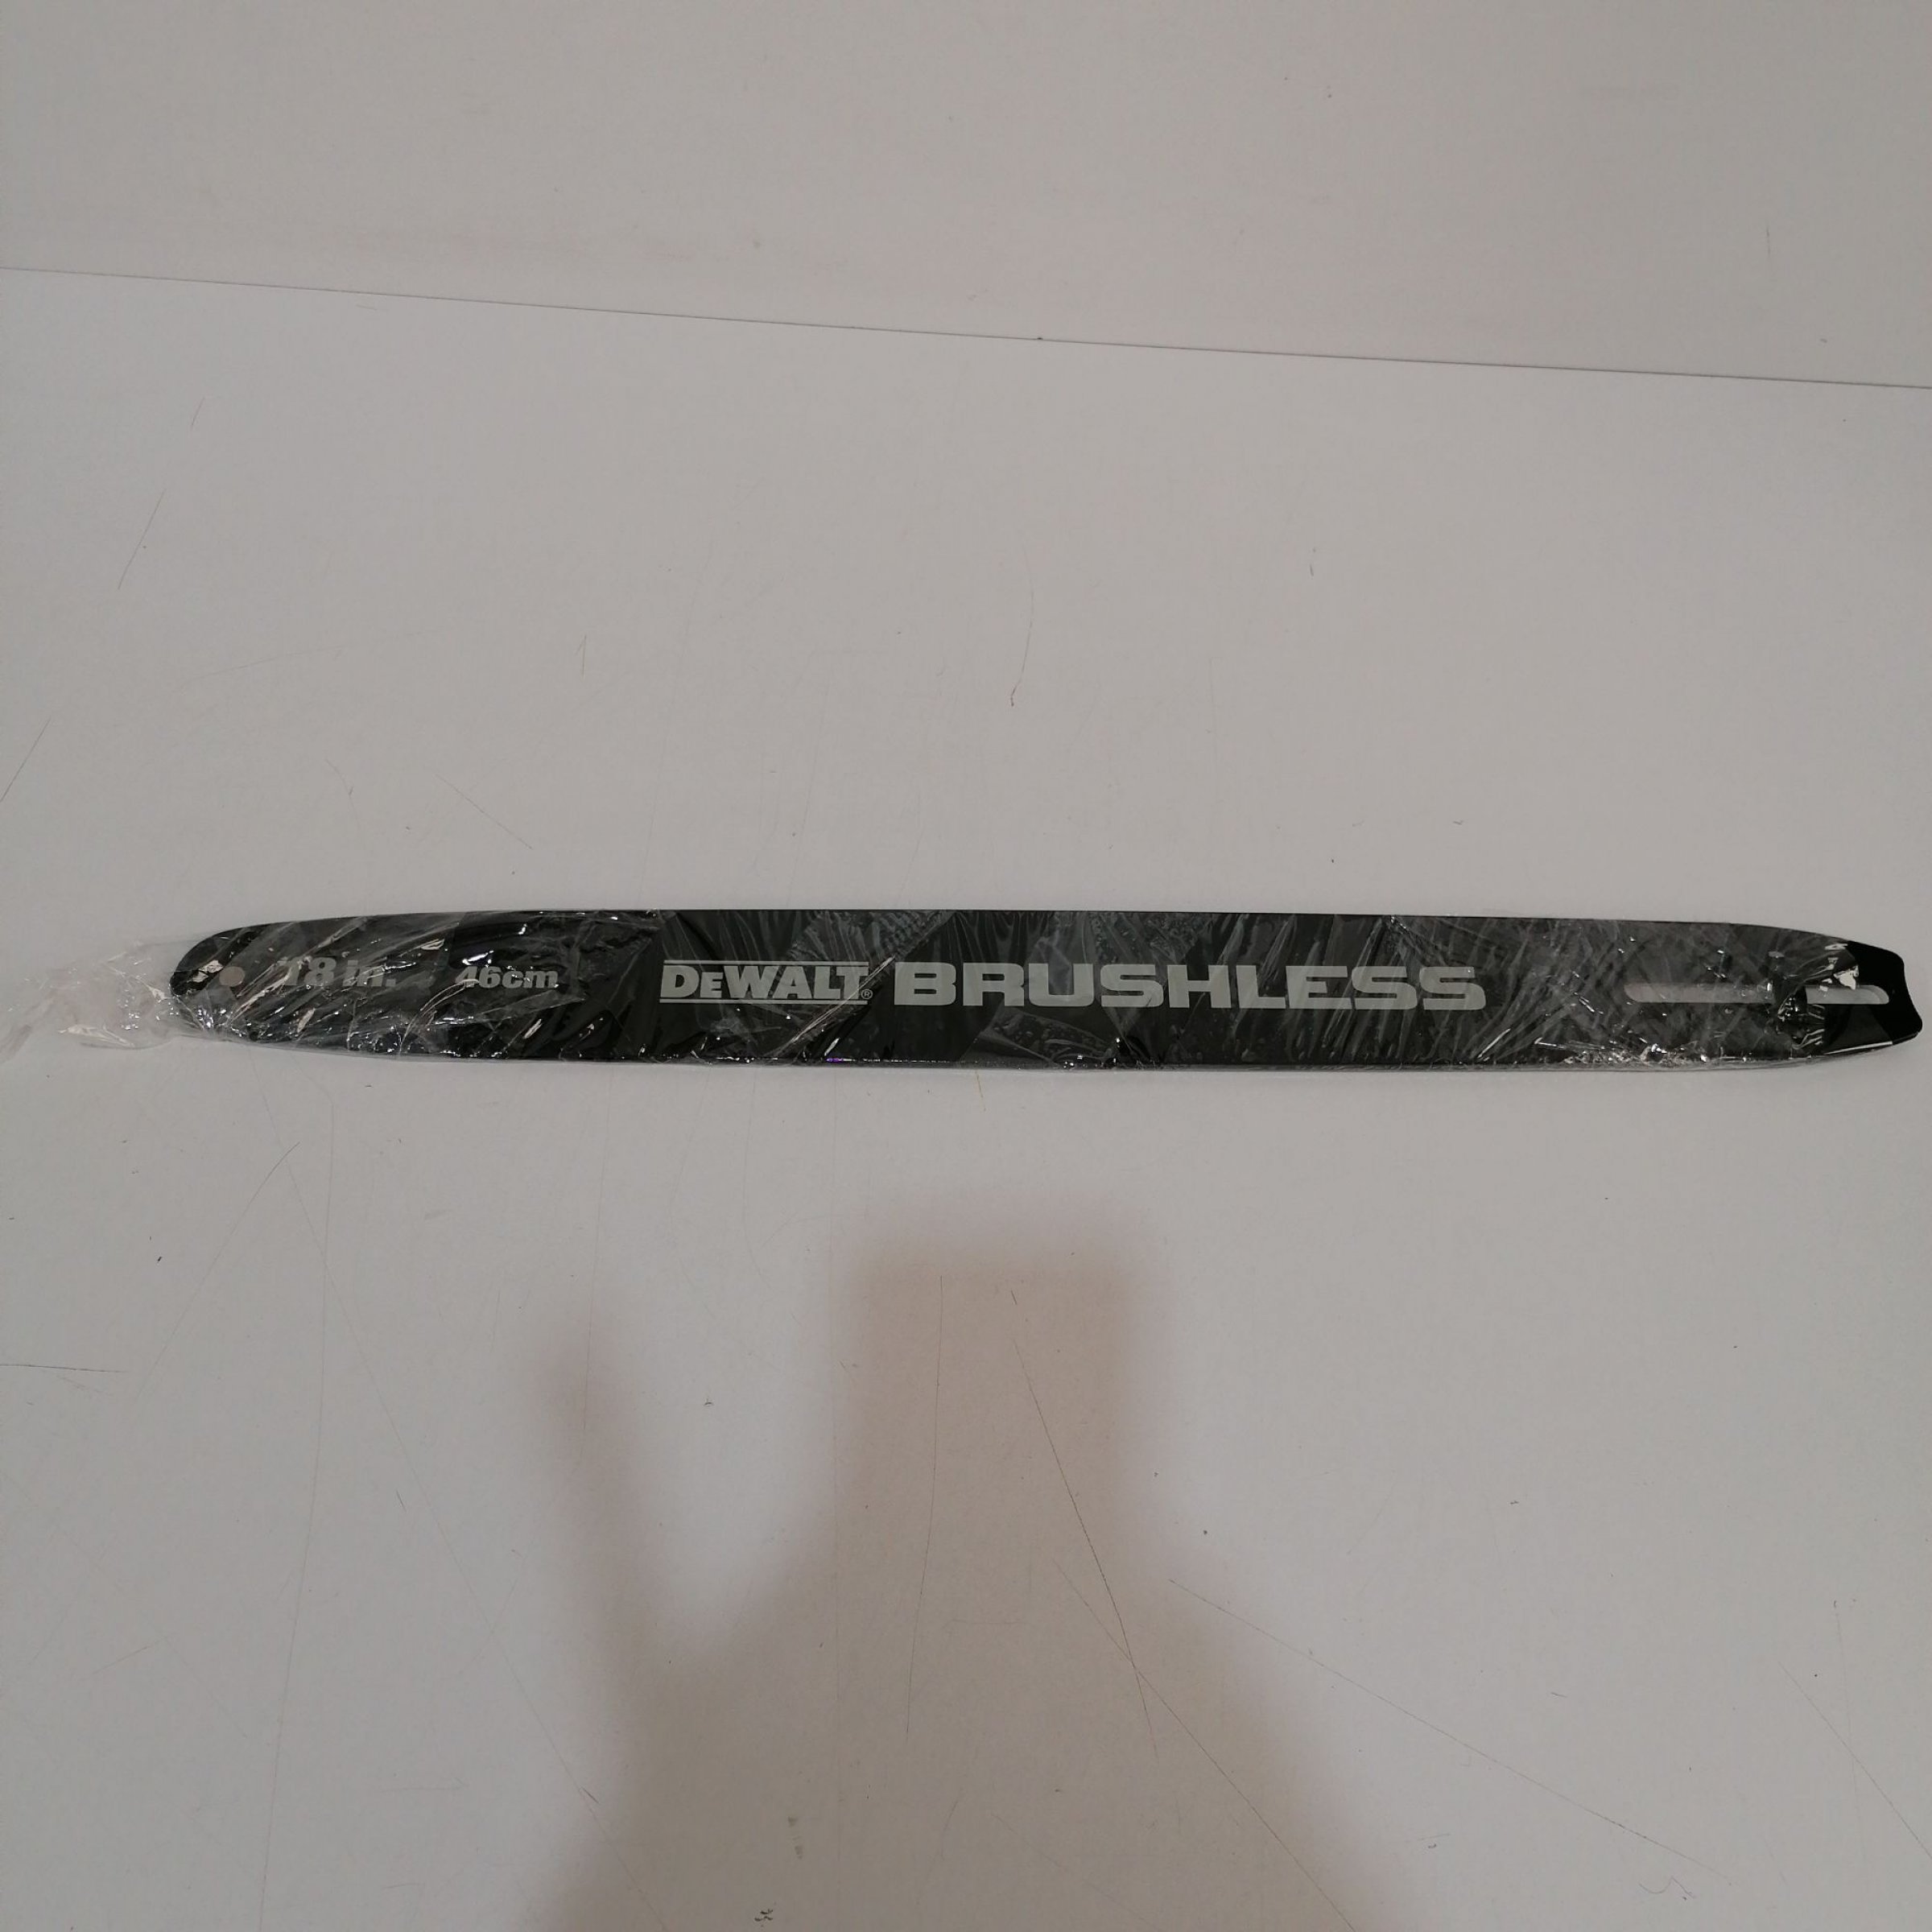 18 in. 46cm DEWALT® BRUSHLESS